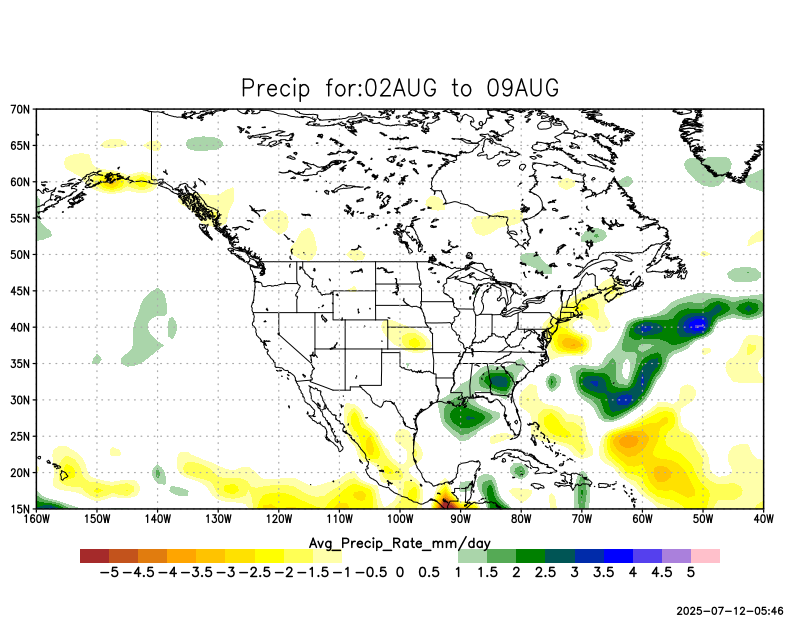 Precip for:02AUG to 09AUG
70N
65N
60N
55N
50N
45N
40N
35N
30N
25N
20N
15N
160W 150W 140W 130W 120W 110W 100W 90W 80W 70W 60W 50W 40W
Avg_Precip_Rate_mm/day
−5 −4.5 −4 −3.5 −3 −2.5 −2 −1.5 −1 −0.5 0 0.5 1 1.5 2 2.5 3 3.5 4 4.5 5
2025-07-12-05:46